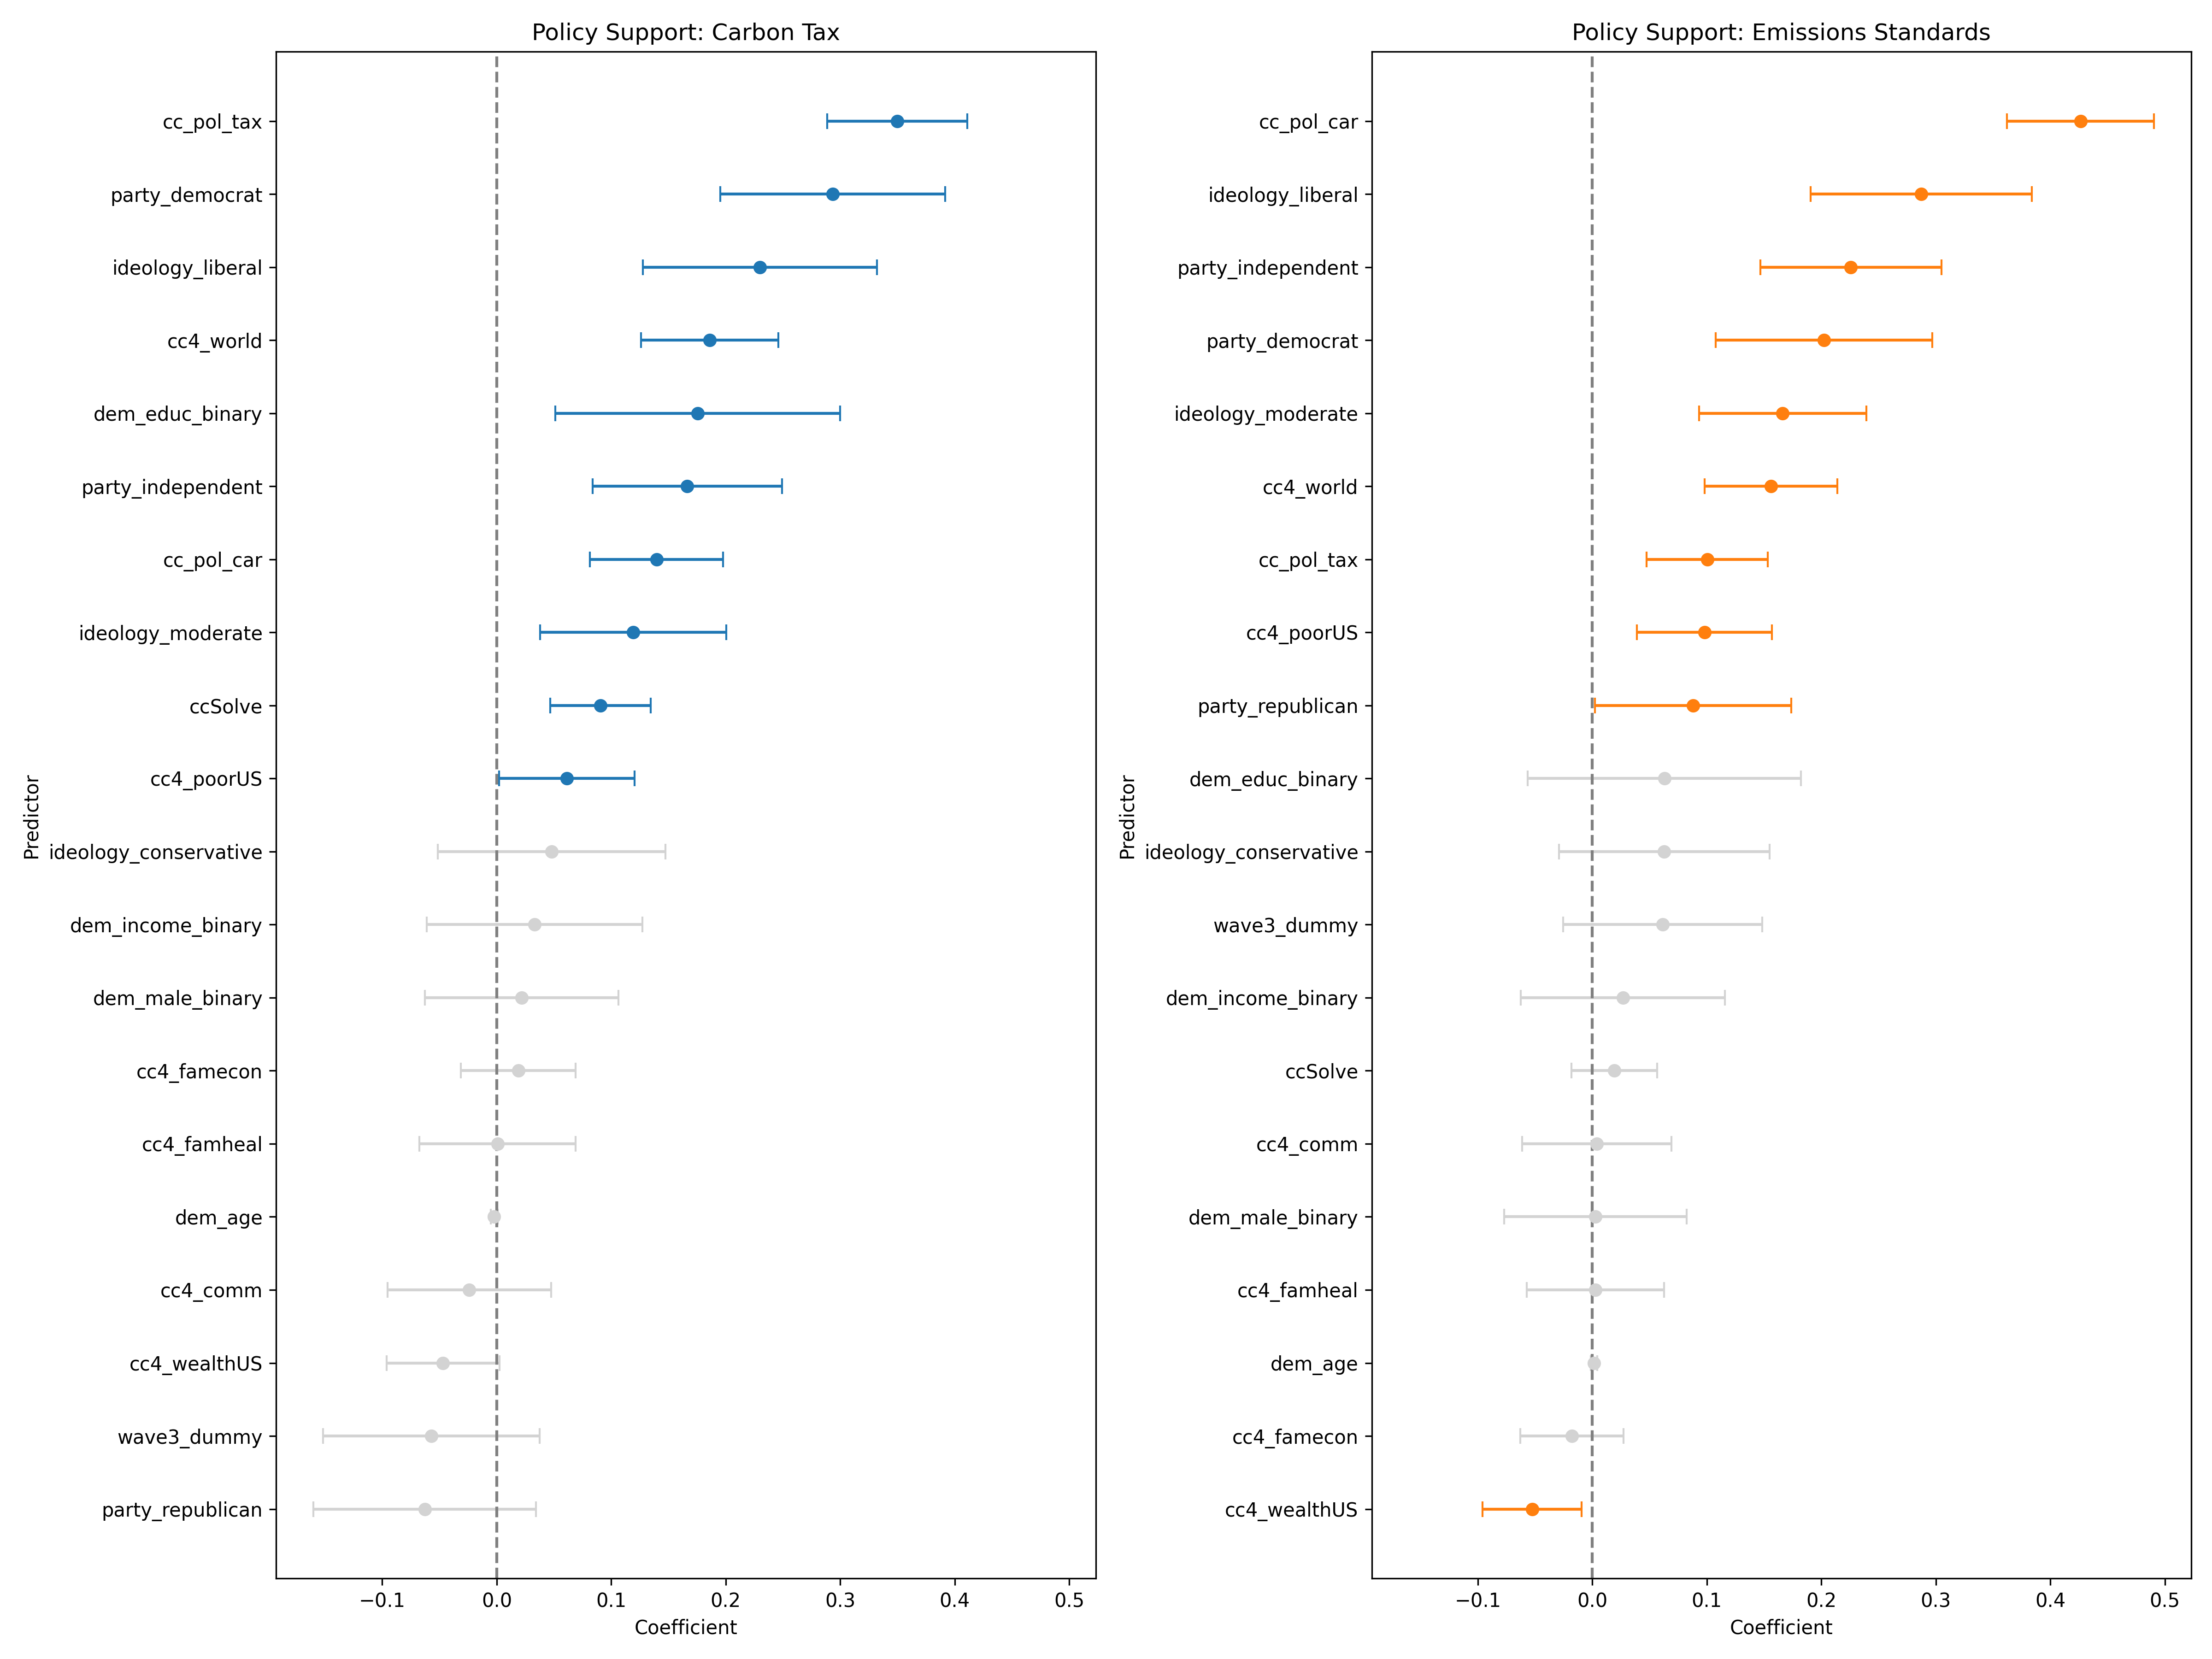 Policy Support: Carbon Tax
cc_pol_tax
party_democrat
ideology_liberal
cc4_world
dem_educ_binary
party_independent
cc_pol_car
ideology_moderate
ccSolve
cc4_poorUS
ideology_conservative
dem_income_binary
dem_male_binary
cc4_famecon
cc4_famheal
dem_age
cc4_comm
cc4_wealthUS
wave3_dummy
party_republican
Predictor
−0.1 0.0 0.1 0.2 0.3 0.4 0.5
Coefficient
Policy Support: Emissions Standards
cc_pol_car
ideology_liberal
party_independent
party_democrat
ideology_moderate
cc4_world
cc_pol_tax
cc4_poorUS
party_republican
dem_educ_binary
ideology_conservative
wave3_dummy
dem_income_binary
ccSolve
cc4_comm
dem_male_binary
cc4_famheal
dem_age
cc4_famecon
cc4_wealthUS
Predictor
−0.1 0.0 0.1 0.2 0.3 0.4 0.5
Coefficient